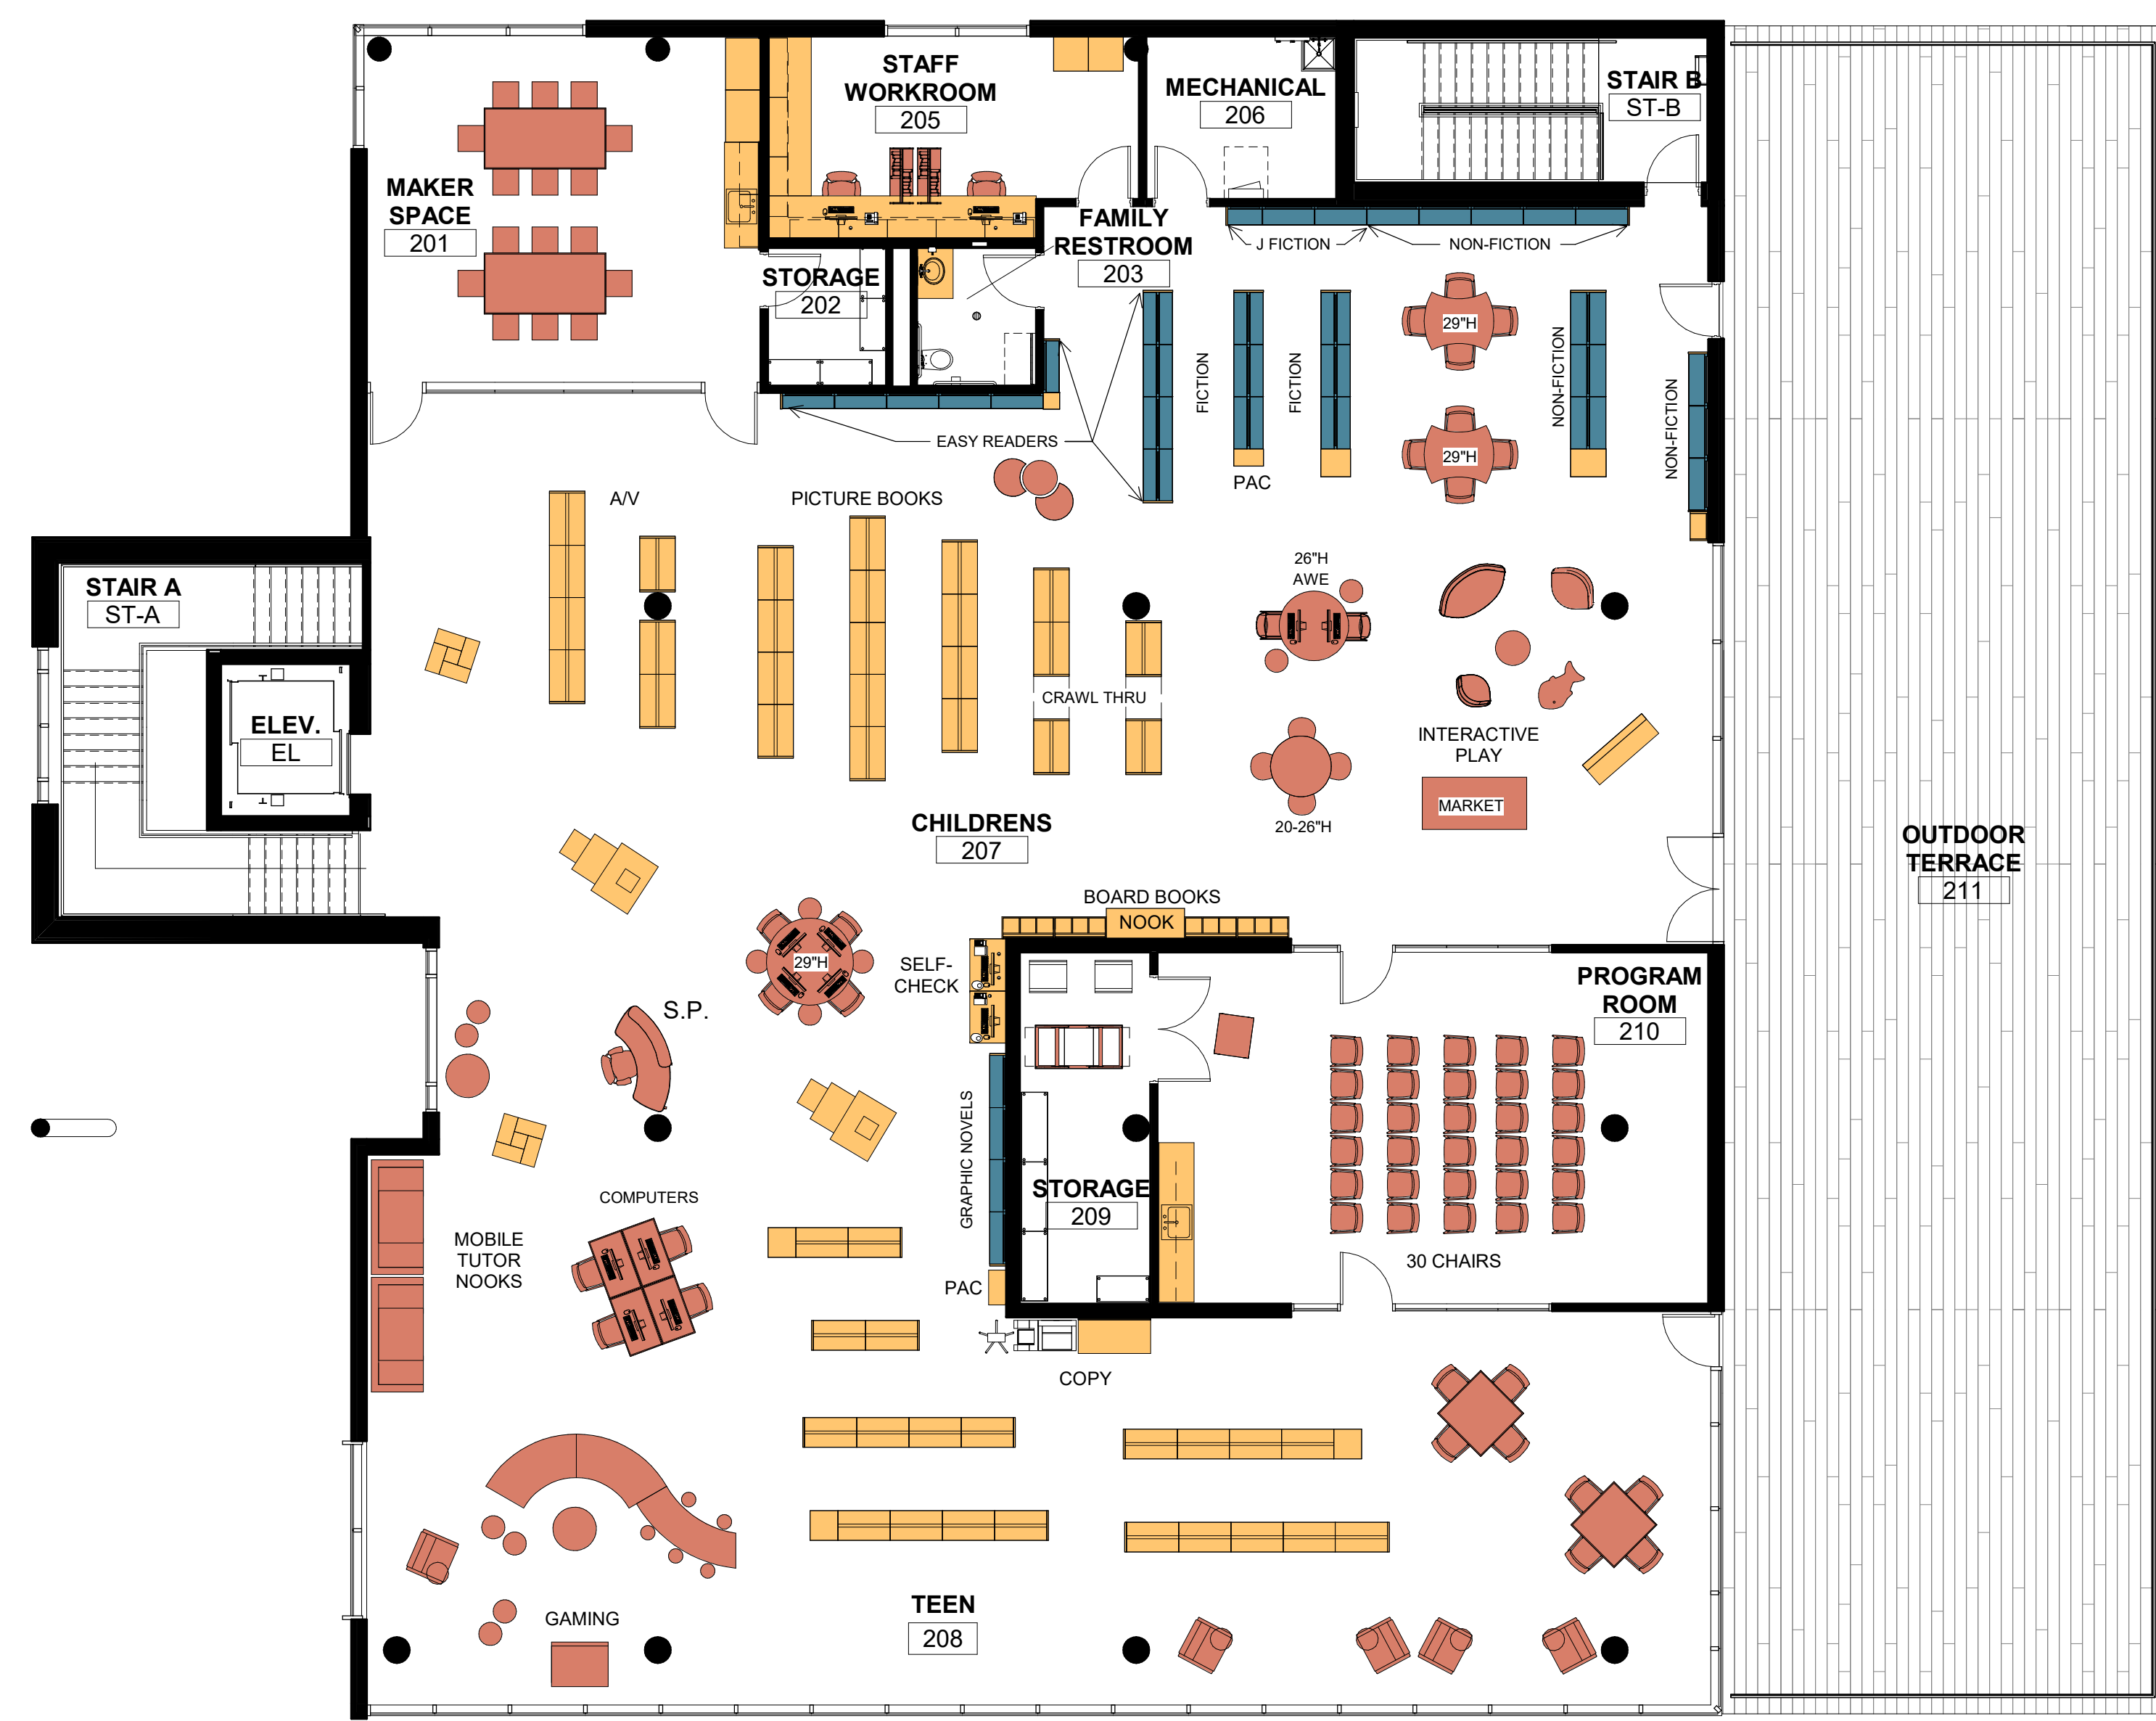 STAFF
WORKROOM
205
MECHANICAL
206
STAIR B
ST-B
MAKER
SPACE
201
FAMILY
RESTROOM
203
J FICTION
NON-FICTION
STORAGE
202
29"H
FICTION
FICTION
NON-FICTION
NON-FICTION
EASY READERS
29"H
PAC
A/V
PICTURE BOOKS
26"H
AWE
STAIR A
ST-A
CRAWL THRU
ELEV.
EL
INTERACTIVE
PLAY
MARKET
20-26"H
CHILDRENS
207
OUTDOOR
TERRACE
211
BOARD BOOKS
NOOK
29"H
SELF-
CHECK
PROGRAM
ROOM
210
S.P.
GRAPHIC NOVELS
STORAGE
209
COMPUTERS
MOBILE
TUTOR
NOOKS
30 CHAIRS
PAC
COPY
TEEN
208
GAMING